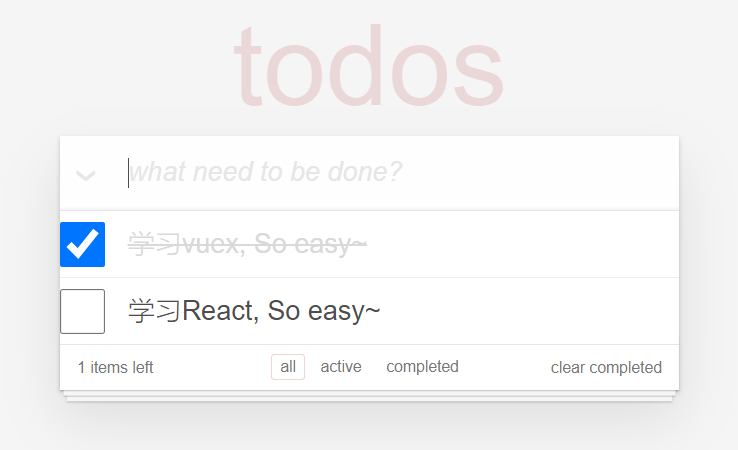 todos
what need to be done?
学习vuex, So easy~
学习React, So easy~
1 items left all active completed clear completed